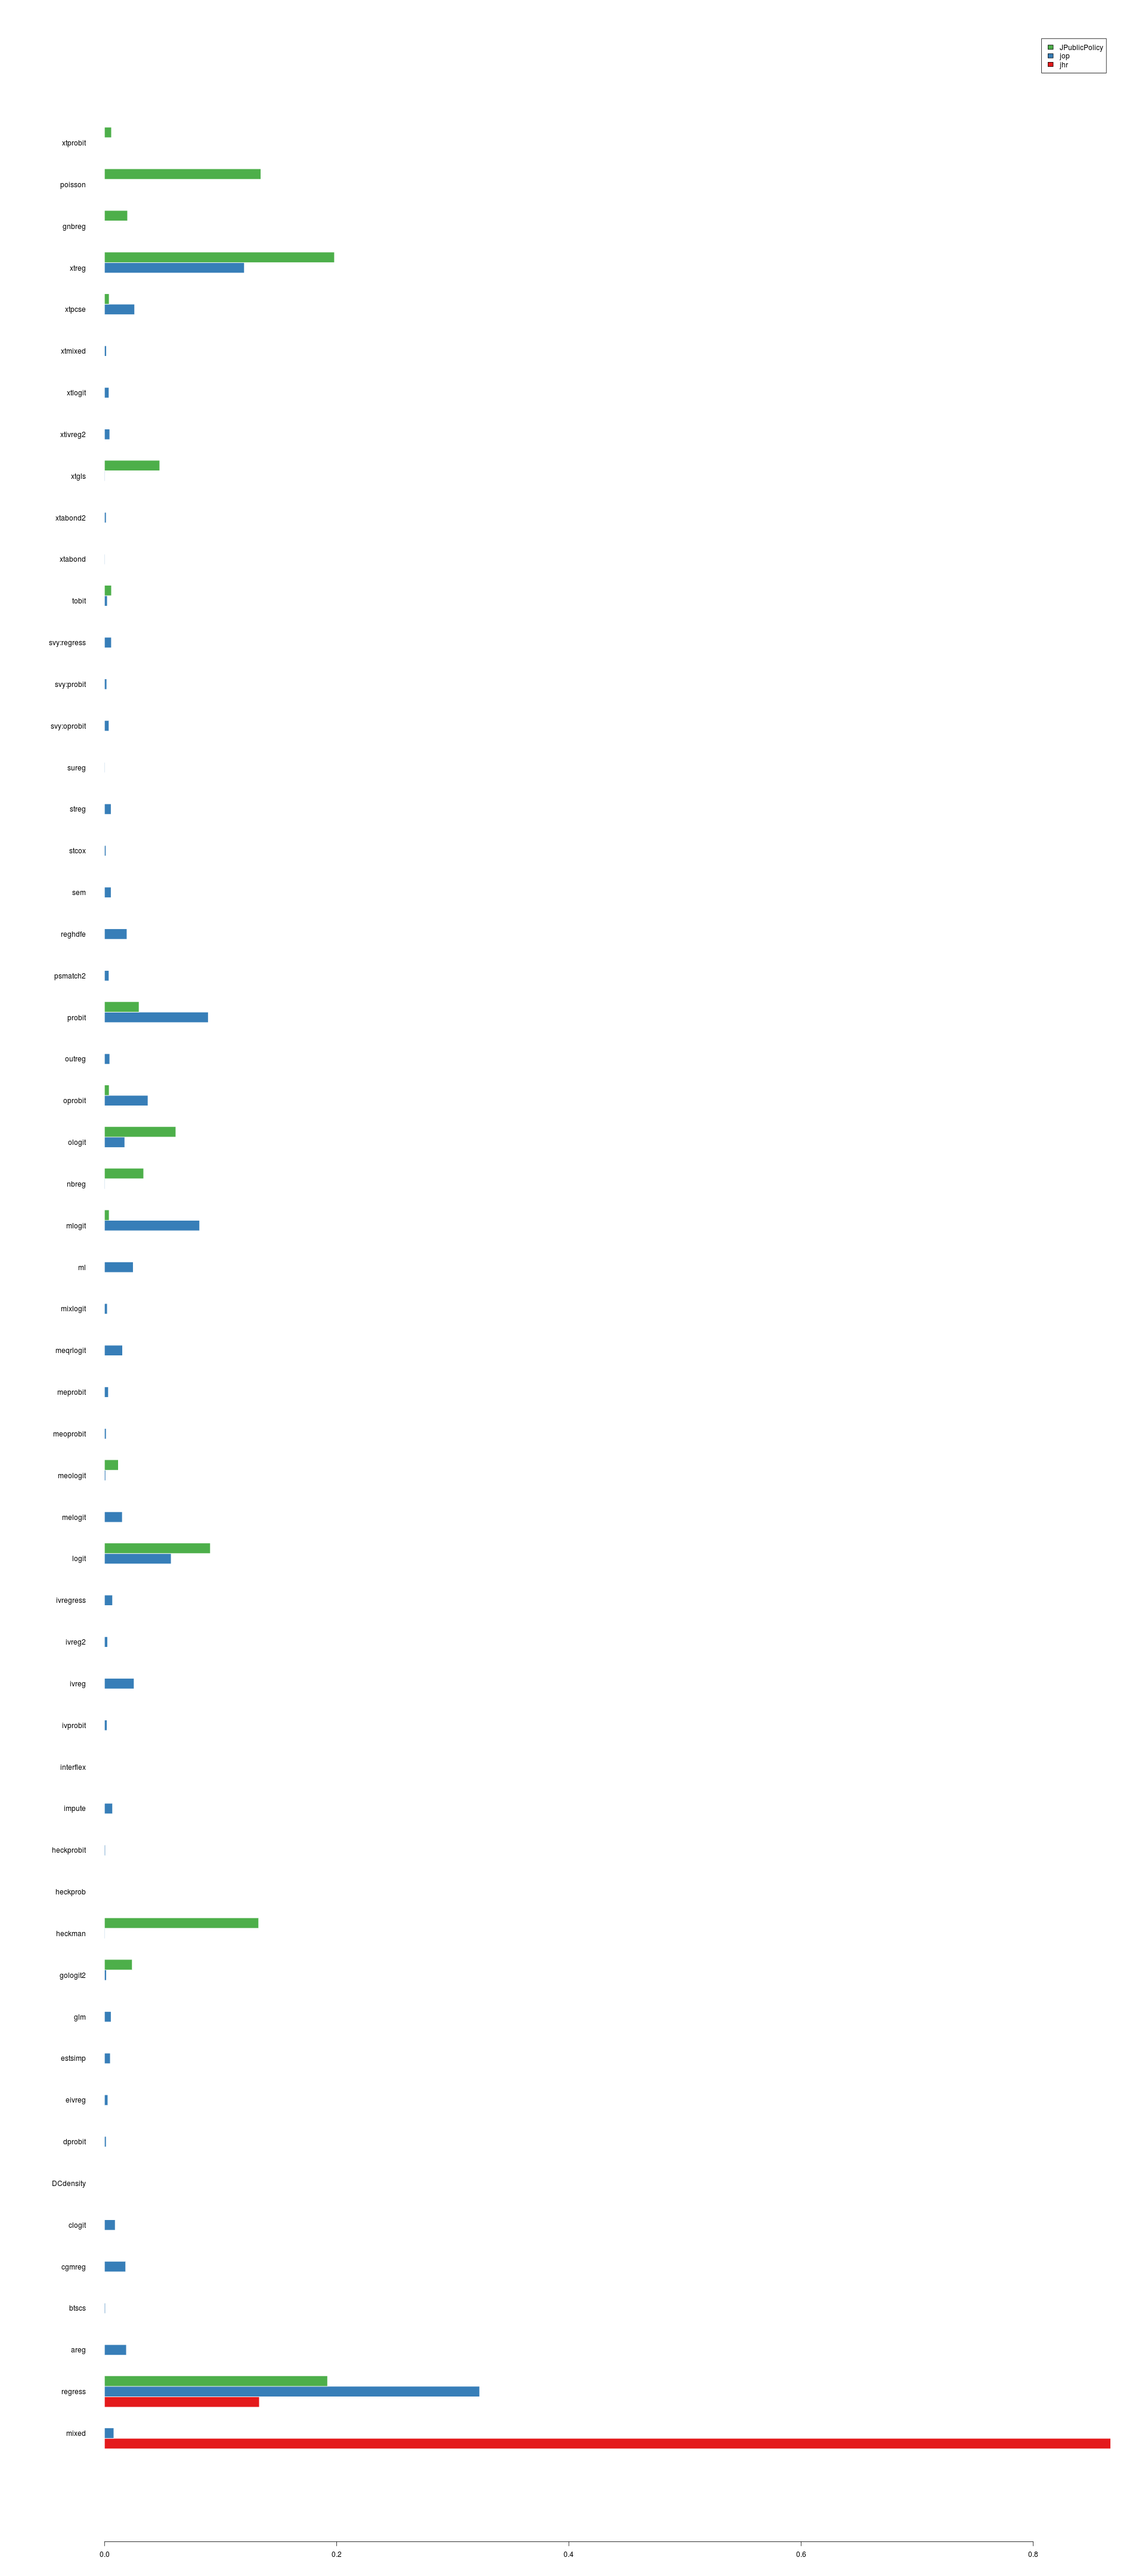 JPublicPolicy
jop
jhr
xtprobit
poisson
gnbreg
xtreg
xtpcse
xtmixed
xtlogit
xtivreg2
xtgls
xtabond2
xtabond
tobit
svy:regress
svy:probit
svy:oprobit
sureg
streg
stcox
sem
reghdfe
psmatch2
probit
outreg
oprobit
ologit
nbreg
mlogit
ml
mixlogit
meqrlogit
meprobit
meoprobit
meologit
melogit
logit
ivregress
ivreg2
ivreg
ivprobit
interflex
impute
heckprobit
heckprob
heckman
gologit2
glm
estsimp
eivreg
dprobit
DCdensity
clogit
cgmreg
btscs
areg
regress
mixed
0.0 0.2 0.4 0.6 0.8